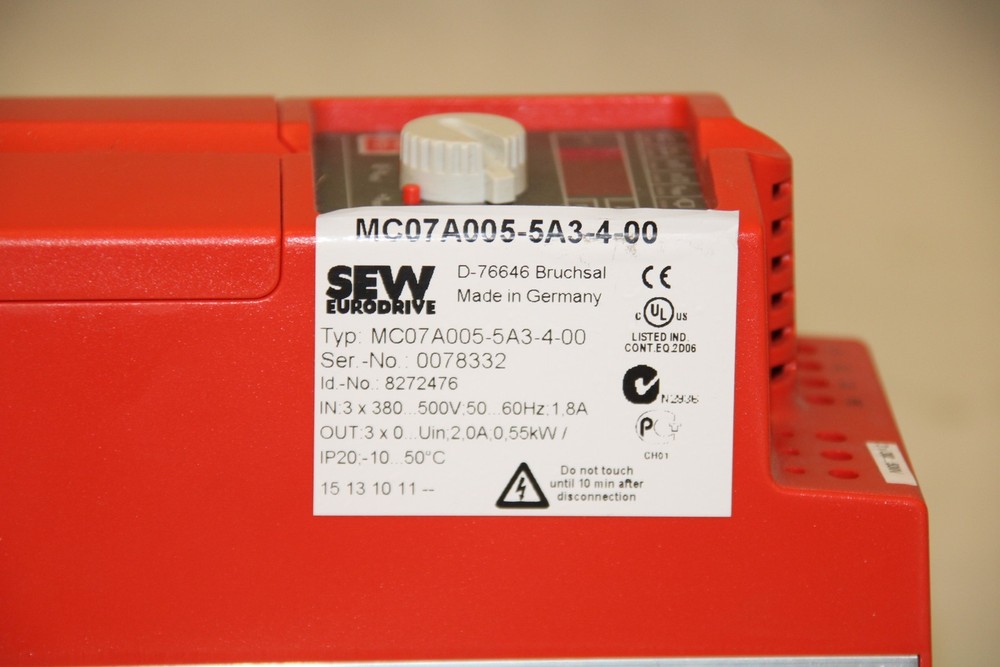 MC07A005-5A3-4-00
SEW
EURODRIVE
D-76646 Bruchsal
Made in Germany
Typ: MC07A005-5A3-4-00
Ser.-No.: 0078332
Id.-No.: 8272476
IN:3 x 380...500V;50...60Hz;1,8A
OUT:3 x 0...Uin;2,0A;0,55kW /
IP20;-10...50°C
15 13 10 11 --
CE
C UL US
LISTED IND.
CONT.EQ.2D06
N2936
CH01
Do not touch
until 10 min after
disconnection